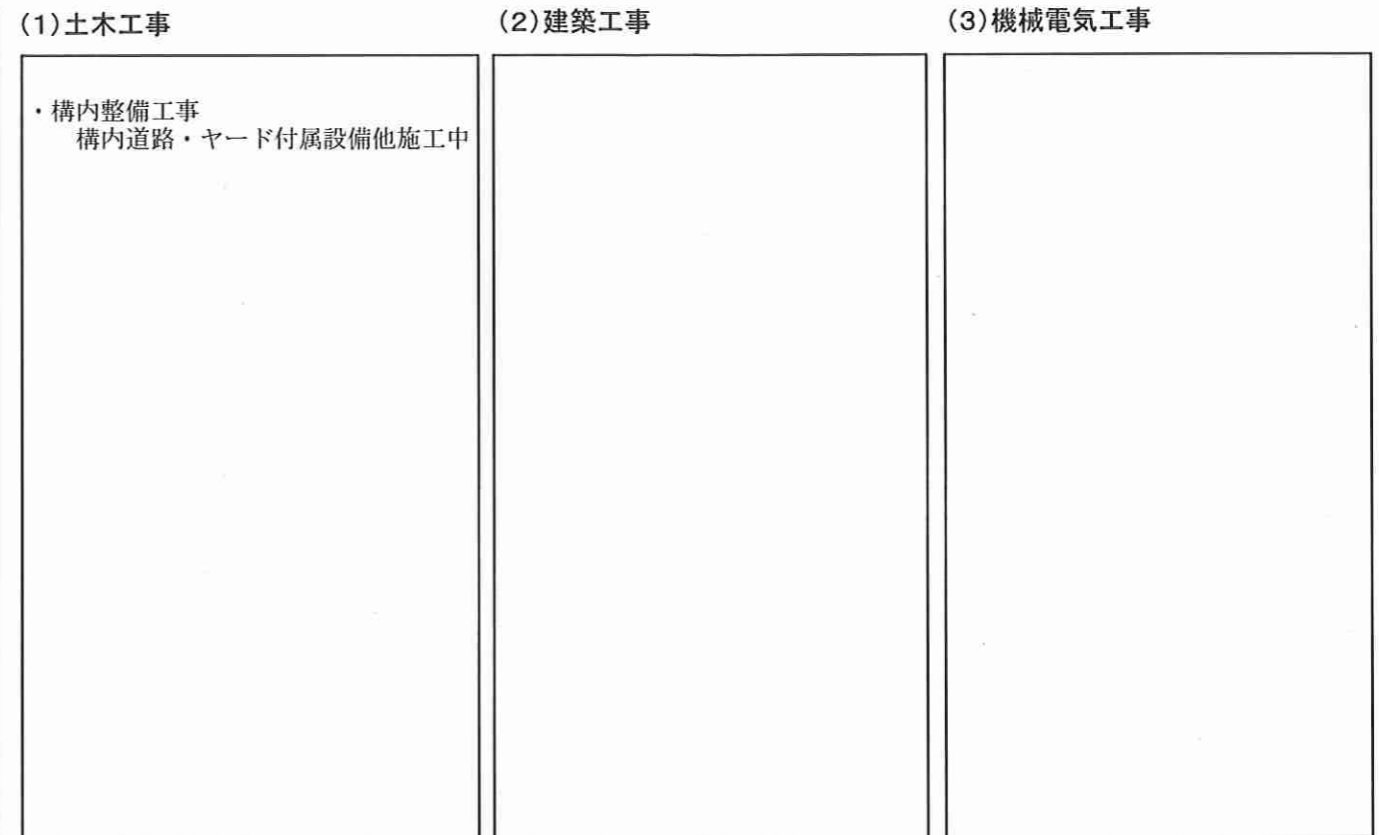 (1)土木工事
・構内整備工事
構内道路・ヤード付属設備他施工中
(2)建築工事
(3)機械電気工事